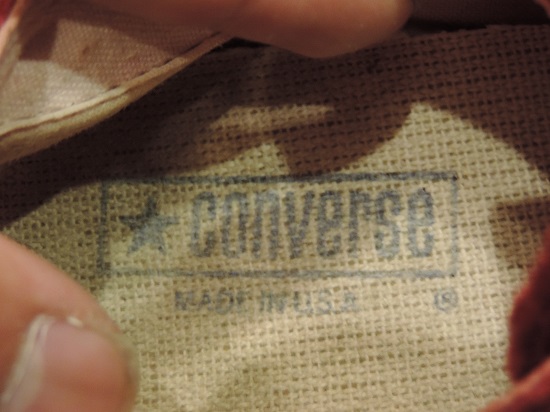 ★ converse
MADE IN U.S.A ®